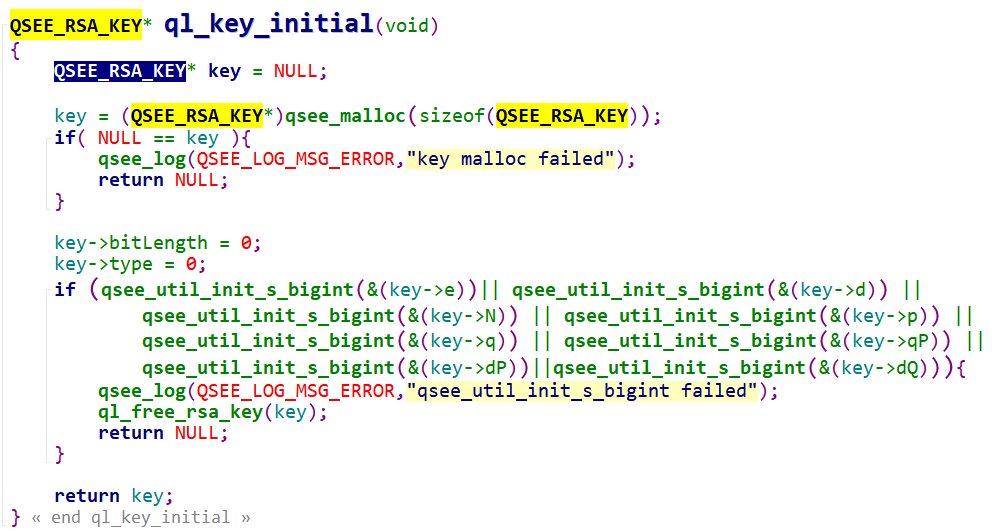 QSEE_RSA_KEY* ql_key_initial(void)
{
    QSEE_RSA_KEY* key = NULL;

    key = (QSEE_RSA_KEY*)qsee_malloc(sizeof(QSEE_RSA_KEY));
    if( NULL == key ){
        qsee_log(QSEE_LOG_MSG_ERROR,"key malloc failed");
        return NULL;
    }

    key->bitLength = 0;
    key->type = 0;
    if (qsee_util_init_s_bigint(&(key->e))|| qsee_util_init_s_bigint(&(key->d)) ||
            qsee_util_init_s_bigint(&(key->N)) || qsee_util_init_s_bigint(&(key->p)) ||
            qsee_util_init_s_bigint(&(key->q)) || qsee_util_init_s_bigint(&(key->qP)) ||
            qsee_util_init_s_bigint(&(key->dP))||qsee_util_init_s_bigint(&(key->dQ))){
        qsee_log(QSEE_LOG_MSG_ERROR,"qsee_util_init_s_bigint failed");
        ql_free_rsa_key(key);
        return NULL;
    }

    return key;
} « end ql_key_initial »